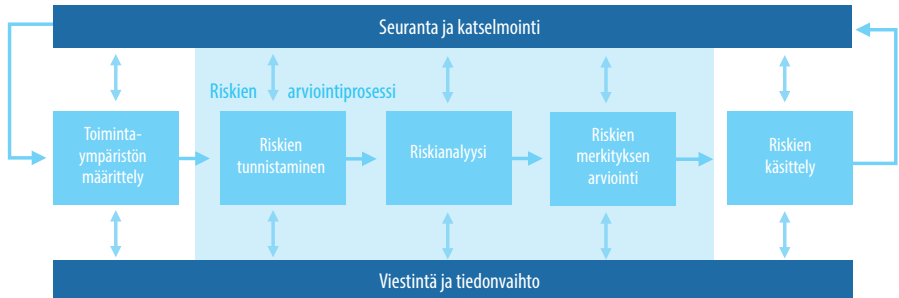 Seuranta ja katselmointi
Riskien arviointiprosessi
Toiminta-
ympäristön
määrittely
Riskien
tunnistaminen
Riskianalyysi
Riskien
merkityksen
arviointi
Riskien
käsittely
Viestintä ja tiedonvaihto